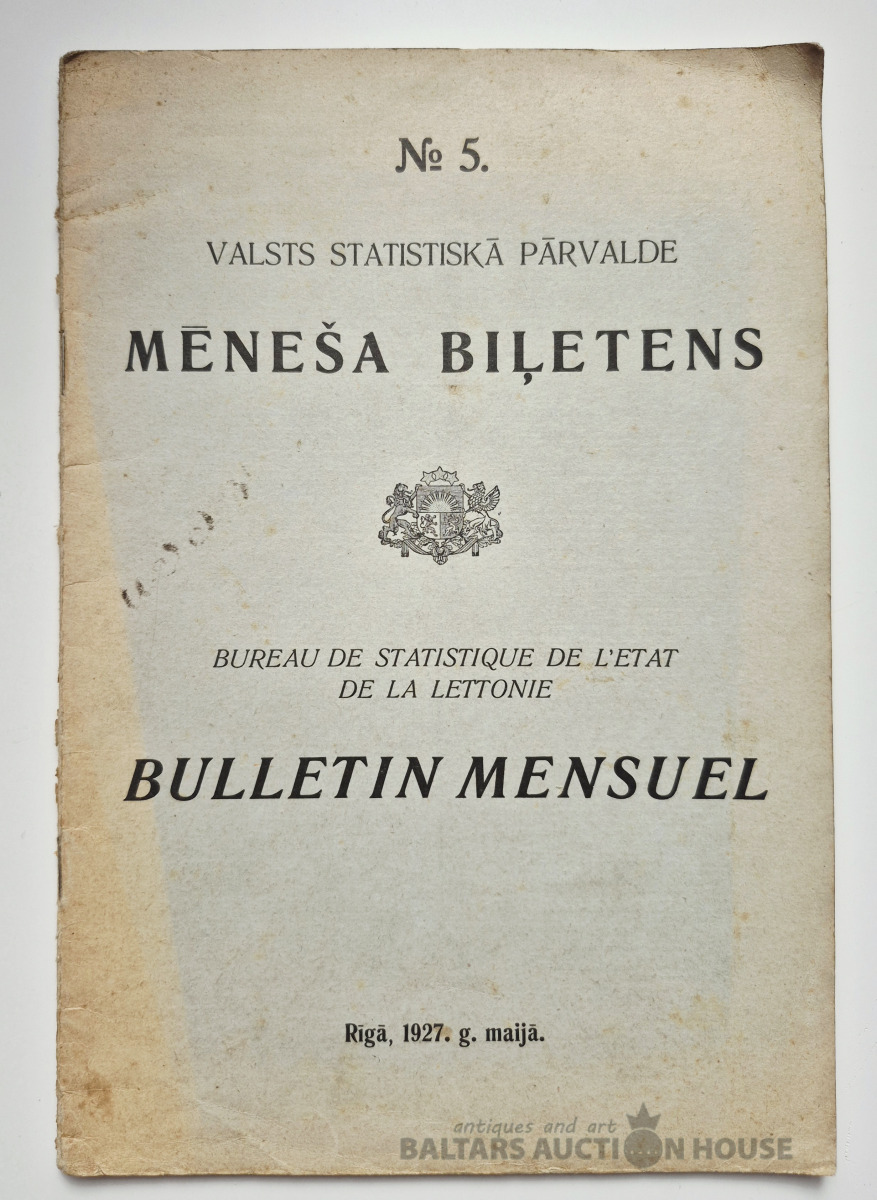 № 5.
VALSTS STATISTISKĀ PĀRVALDE
MĒNEŠA BIĻETENS
BUREAU DE STATISTIQUE DE L'ETAT
DE LA LETTONIE
BULLETIN MENSUEL
Rīgā, 1927. g. maijā.
antiques and art
BALTARS AUCTION HOUSE